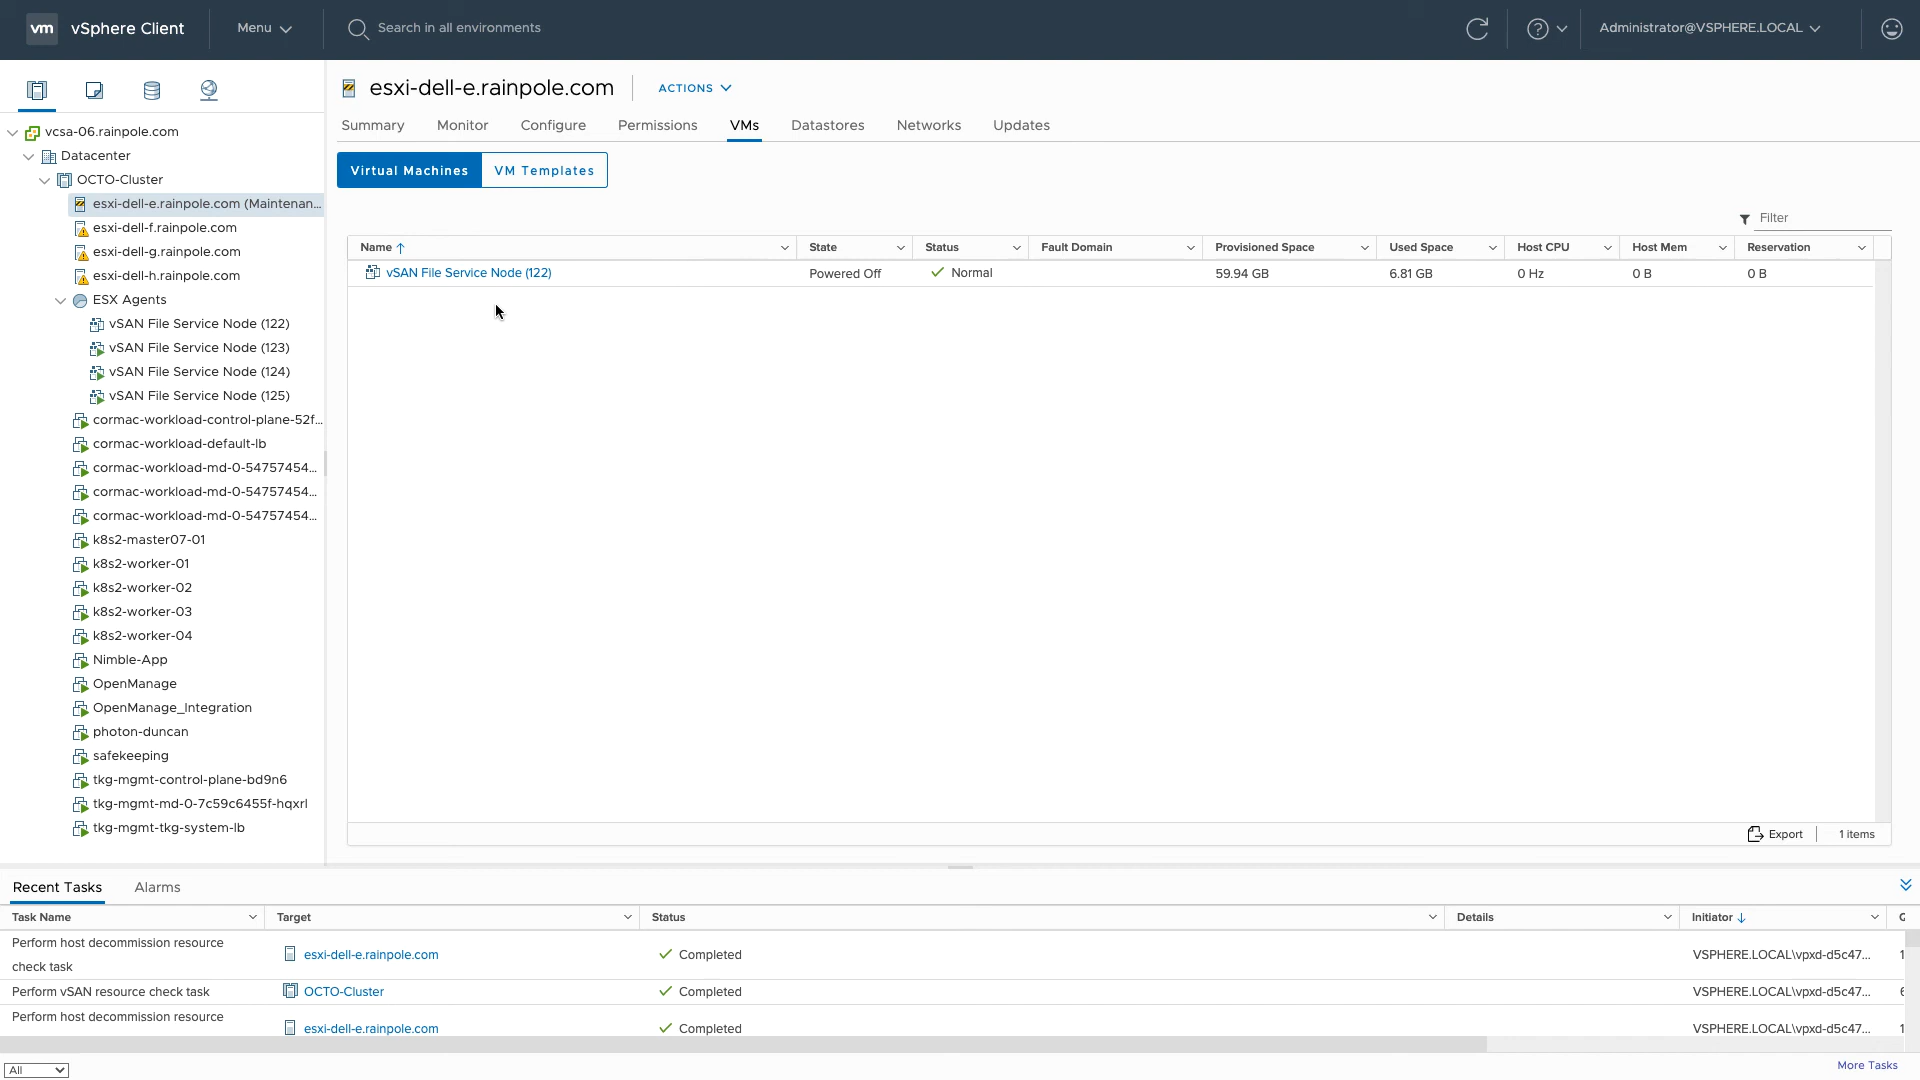 vm vSphere Client Menu Search in all environments Administrator@VSPHERE.LOCAL
esxi-dell-e.rainpole.com ACTIONS
Summary Monitor Configure Permissions VMs Datastores Networks Updates
Virtual Machines VM Templates
vcsa-06.rainpole.com
Datacenter
OCTO-Cluster
esxi-dell-e.rainpole.com (Maintenan...
esxi-dell-f.rainpole.com
esxi-dell-g.rainpole.com
esxi-dell-h.rainpole.com
ESX Agents
vSAN File Service Node (122)
vSAN File Service Node (123)
vSAN File Service Node (124)
vSAN File Service Node (125)
cormac-workload-control-plane-52f...
cormac-workload-default-lb
cormac-workload-md-0-54757454...
cormac-workload-md-0-54757454...
cormac-workload-md-0-54757454...
k8s2-master07-01
k8s2-worker-01
k8s2-worker-02
k8s2-worker-03
k8s2-worker-04
Nimble-App
OpenManage
OpenManage_Integration
photon-duncan
safekeeping
tkg-mgmt-control-plane-bd9n6
tkg-mgmt-md-0-7c59c6455f-hqxrl
tkg-mgmt-tkg-system-lb
Filter
Name State Status Fault Domain Provisioned Space Used Space Host CPU Host Mem Reservation
vSAN File Service Node (122) Powered Off Normal 59.94 GB 6.81 GB 0 Hz 0 B 0 B
Export 1 items
Recent Tasks Alarms
Task Name Target Status Details Initiator
Perform host decommission resource
check task esxi-dell-e.rainpole.com Completed VSPHERE.LOCAL\vpxd-d5c47... 1
Perform vSAN resource check task OCTO-Cluster Completed VSPHERE.LOCAL\vpxd-d5c47...
Perform host decommission resource
esxi-dell-e.rainpole.com Completed VSPHERE.LOCAL\vpxd-d5c47... 1
All More Tasks